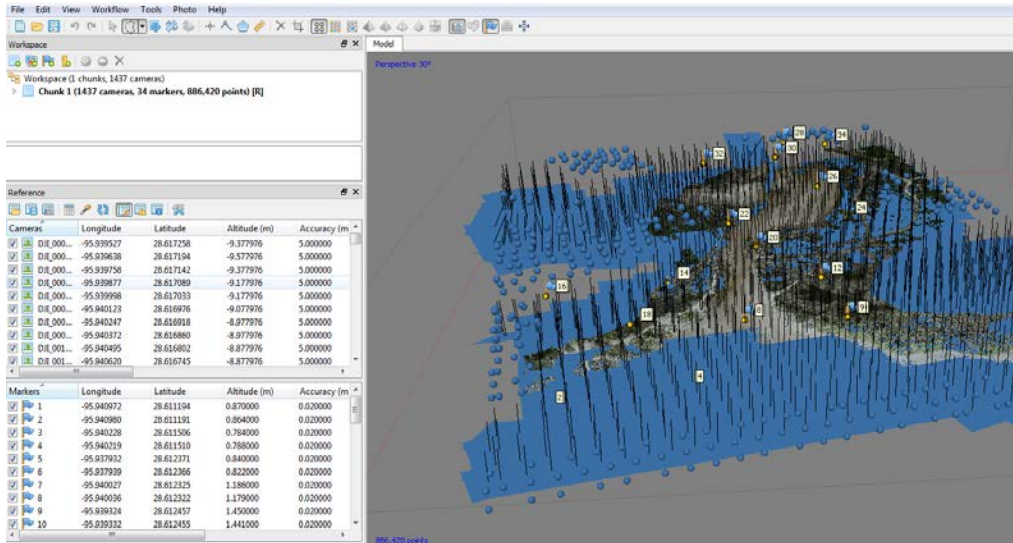 File Edit View Workflow Tools Photo Help
Workspace
Workspace (1 chunks, 1437 cameras)
Chunk 1 (1437 cameras, 34 markers, 886,420 points) [R]
Reference
Cameras Longitude Latitude Altitude (m) Accuracy (m
DJI_000... -95.939527 28.617258 -9.377976 5.000000
DJI_000... -95.939638 28.617194 -9.577976 5.000000
DJI_000... -95.939758 28.617142 -9.377976 5.000000
DJI_000... -95.939877 28.617089 -9.177976 5.000000
DJI_000... -95.939998 28.617033 -9.177976 5.000000
DJI_000... -95.940123 28.616976 -9.077976 5.000000
DJI_000... -95.940247 28.616918 -8.977976 5.000000
DJI_000... -95.940372 28.616860 -8.977976 5.000000
DJI_001... -95.940495 28.616802 -8.877976 5.000000
DJI_001... -95.940620 28.616745 -8.877976 5.000000
Markers Longitude Latitude Altitude (m) Accuracy (m
1 -95.940972 28.611194 0.870000 0.020000
2 -95.940980 28.611191 0.864000 0.020000
3 -95.940228 28.611506 0.784000 0.020000
4 -95.940219 28.611510 0.788000 0.020000
5 -95.937932 28.612371 0.840000 0.020000
6 -95.937939 28.612366 0.822000 0.020000
7 -95.940027 28.612325 1.186000 0.020000
8 -95.940036 28.612322 1.179000 0.020000
9 -95.939324 28.612457 1.450000 0.020000
10 -95.939332 28.612455 1.441000 0.020000
Model
Perspective 30°
28
34
32
30
26
24
22
20
14
12
16
18
8
9
4
2
886,420 points